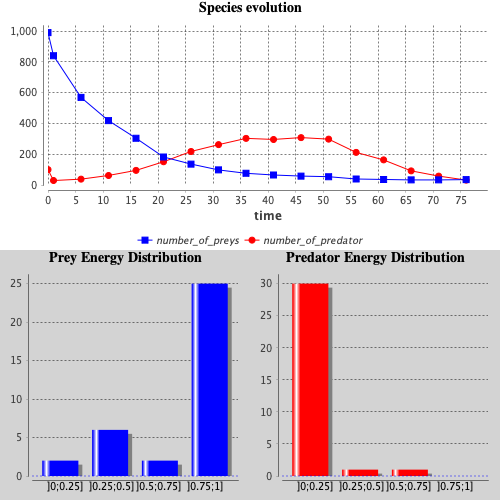 Species evolution
1,000
800
600
400
200
0
0 5 10 15 20 25 30 35 40 45 50 55 60 65 70 75
time
number_of_preys number_of_predator
Prey Energy Distribution
25
20
15
10
5
0
]0;0.25] ]0.25;0.5] ]0.5;0.75] ]0.75;1]
Predator Energy Distribution
30
25
20
15
10
5
0
]0;0.25] ]0.25;0.5] ]0.5;0.75] ]0.75;1]